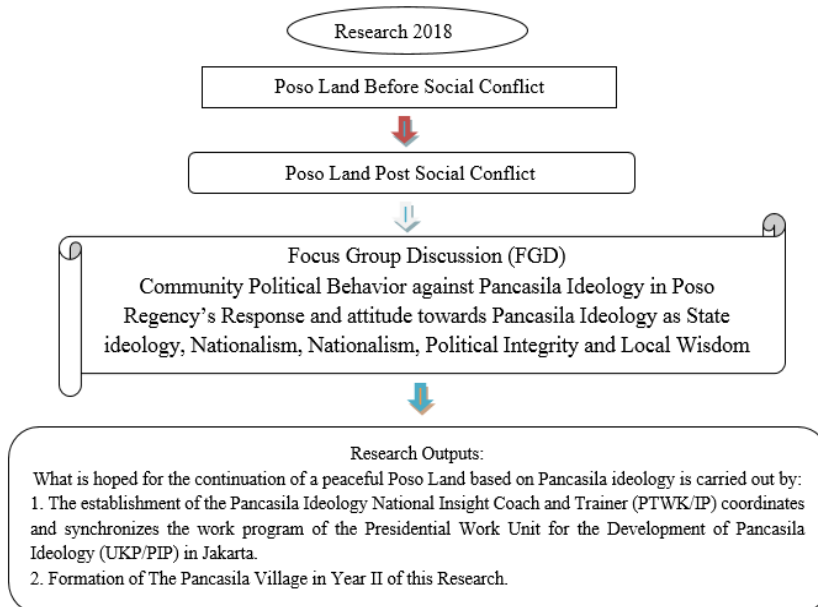 Research 2018
Poso Land Before Social Conflict
Poso Land Post Social Conflict
Focus Group Discussion (FGD)
Community Political Behavior against Pancasila Ideology in Poso
Regency's Response and attitude towards Pancasila Ideology as State
ideology, Nationalism, Nationalism, Political Integrity and Local Wisdom
Research Outputs:
What is hoped for the continuation of a peaceful Poso Land based on Pancasila ideology is carried out by:
1. The establishment of the Pancasila Ideology National Insight Coach and Trainer (PTWK/IP) coordinates
and synchronizes the work program of the Presidential Work Unit for the Development of Pancasila
Ideology (UKP/PIP) in Jakarta.
2. Formation of The Pancasila Village in Year II of this Research.